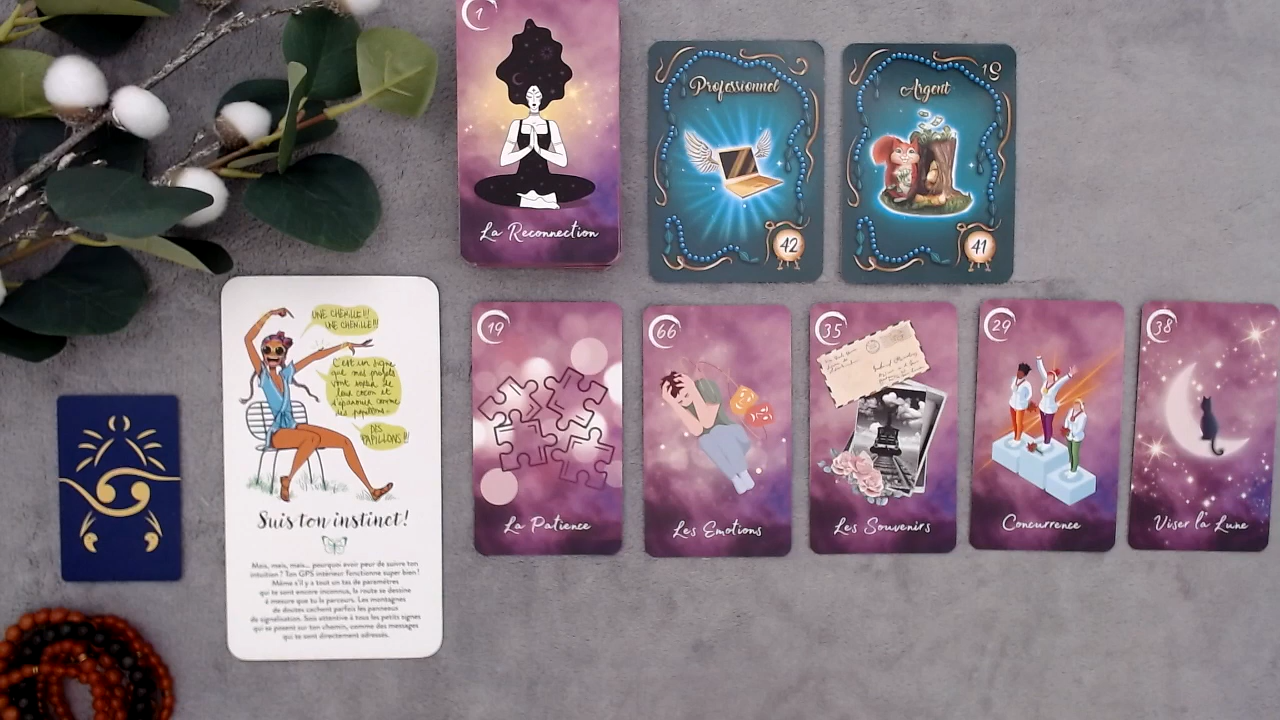 1
La Reconnection
Professionnel
42
Argent
18
41
UNE CHENILLE!!!
UNE CHENILLE!!!
C'est un signe
que mes projets
vont sortir de
leur cocon et
s'épanouir comme
des papillons.
DES
PAPILLONS!!!
Suis ton instinct!
Mais, mais, mais... pourquoi avoir peur de suivre ton
intuition ? Ton GPS intérieur fonctionne super bien !
Même s'il y a tout un tas de paramètres
qui te sont encore inconnus, la route se dessine
à mesure que tu la parcours. Les montagnes
de doutes cachent parfois les panneaux
de signalisation. Sois attentive à tous les petits signes
qui se posent sur ton chemin, comme des messages
qui te sont directement adressés.
19
La Patience
66
Les Emotions
35
Les Souvenirs
29
Concurrence
38
Viser la Lune